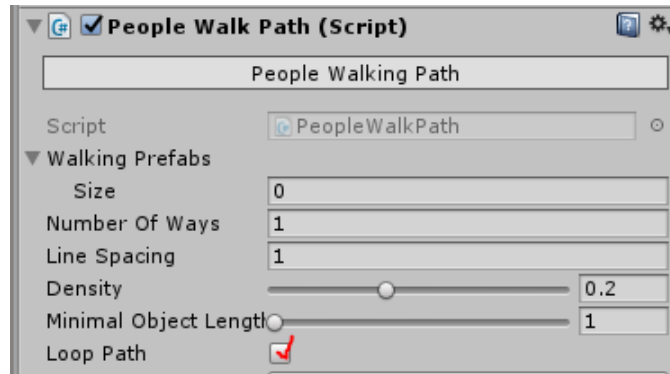 People Walk Path (Script)
People Walking Path
Script PeopleWalkPath
Walking Prefabs
Size 0
Number Of Ways 1
Line Spacing 1
Density 0.2
Minimal Object Length 1
Loop Path